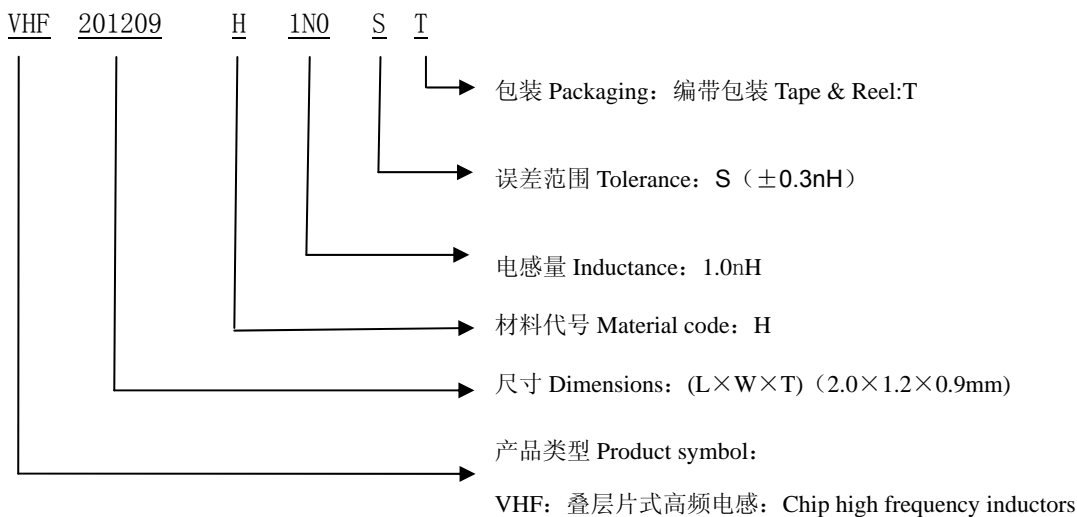 VHF 201209 H 1N0 S T
包装 Packaging：编带包装 Tape & Reel:T
误差范围 Tolerance：S（±0.3nH）
电感量 Inductance：1.0nH
材料代号 Material code：H
尺寸 Dimensions：(L×W×T)（2.0×1.2×0.9mm)
产品类型 Product symbol：
VHF：叠层片式高频电感：Chip high frequency inductors